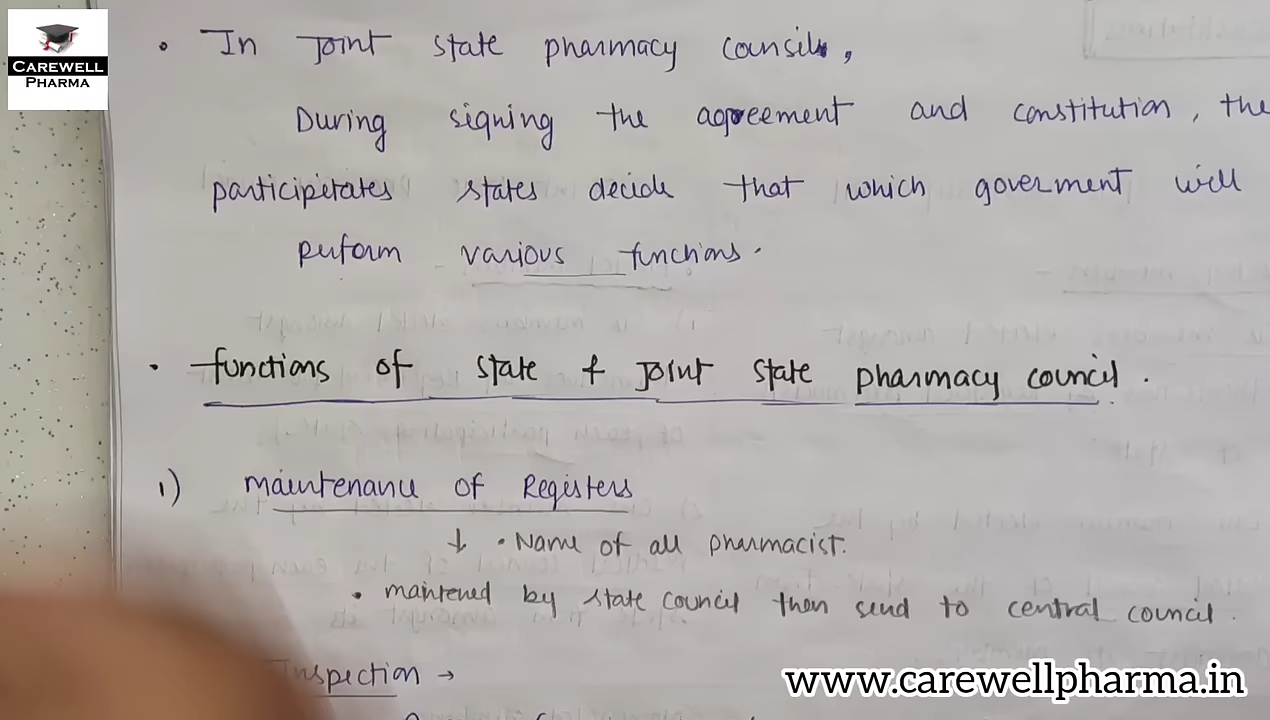 CAREWELL
PHARMA
• In Joint state pharmacy counsil,
During signing the agreement and constitution, the
participetates states decide that which goverment will
perform various functions.
• functions of state & Joint state pharmacy council.
1) maintenance of Registers
↓ • Name of all pharmacist.
• maintened by state council then send to central council.
Inspection →
www.carewellpharma.in